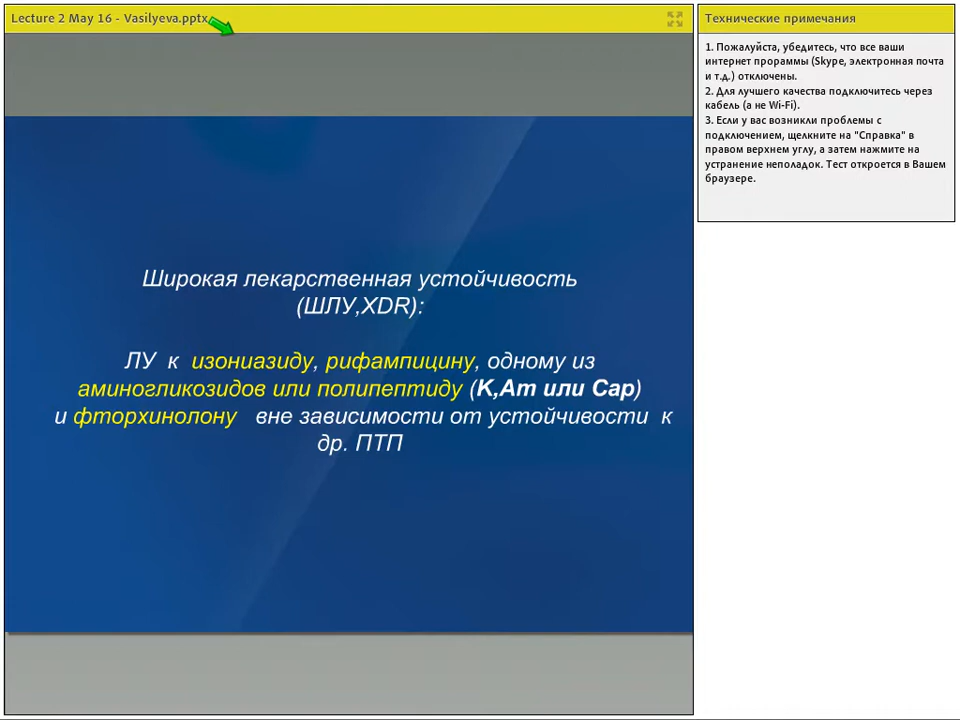 Lecture 2 May 16 - Vasilyeva.pptx
Широкая лекарственная устойчивость
(ШЛУ,XDR):
ЛУ к изониазиду, рифампицину, одному из
аминогликозидов или полипептиду (K,Am или Cap)
и фторхинолону вне зависимости от устойчивости к
др. ПТП
Технические примечания
1. Пожалуйста, убедитесь, что все ваши
интернет прораммы (Skype, электронная почта
и т.д.) отключены.
2. Для лучшего качества подключитесь через
кабель (а не Wi-Fi).
3. Если у вас возникли проблемы с
подключением, щелкните на "Справка" в
правом верхнем углу, а затем нажмите на
устранение неполадок. Тест откроется в Вашем
браузере.